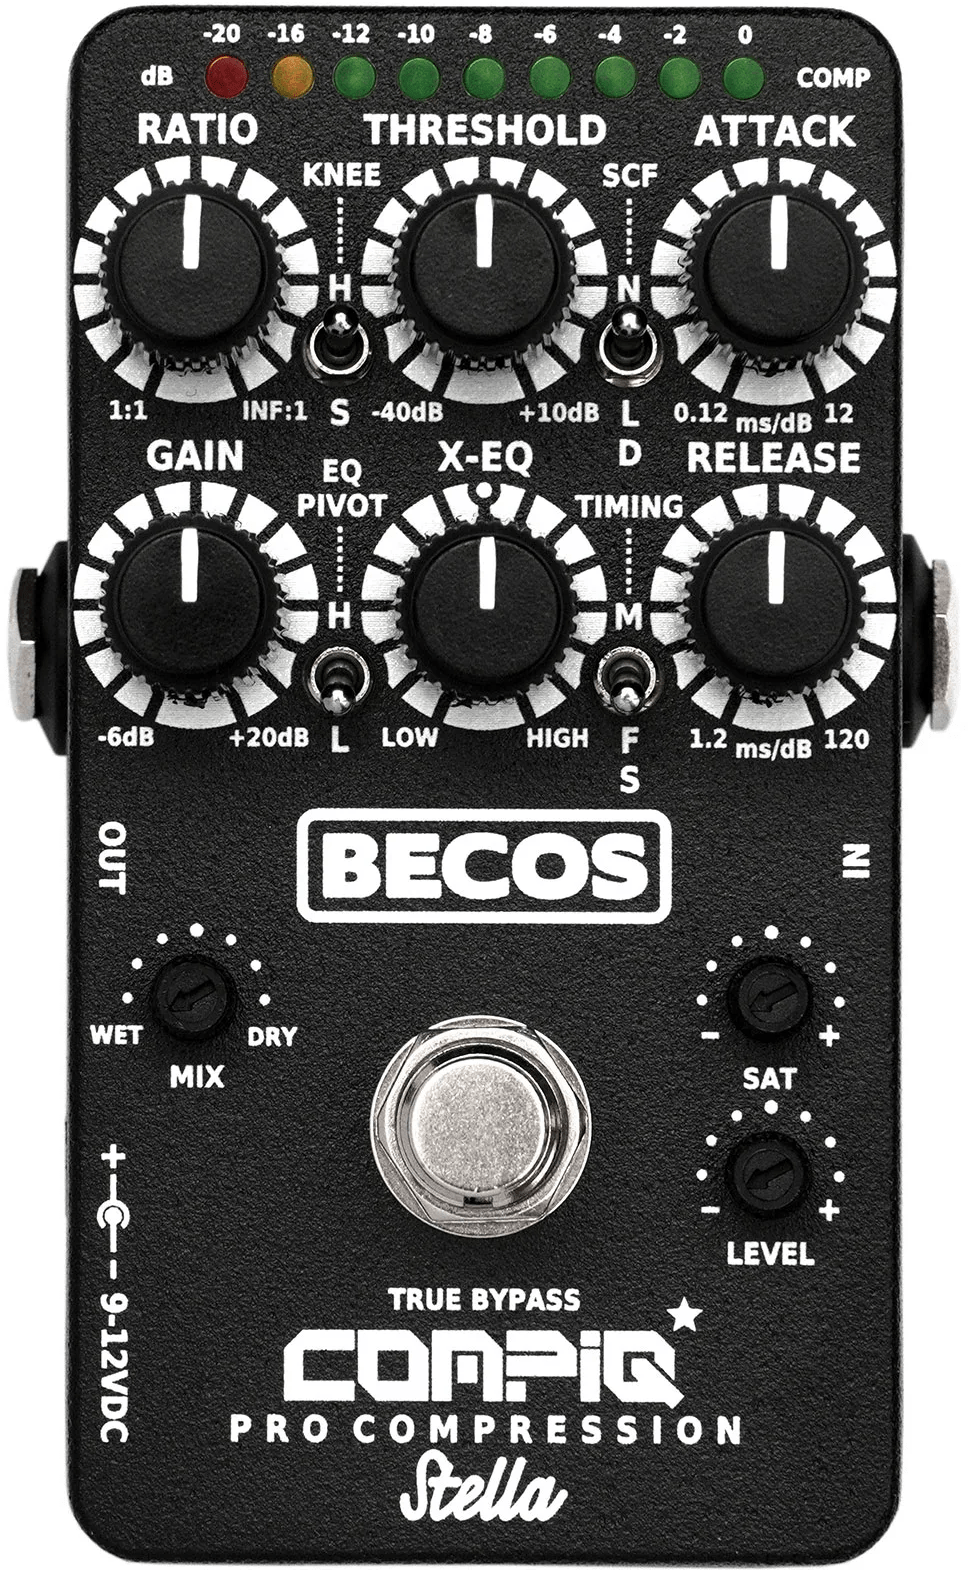 -20 -16 -12 -10 -8 -6 -4 -2 0
dB COMP
RATIO THRESHOLD ATTACK
KNEE SCF
H N
1:1 INF:1 S -40dB +10dB L 0.12 ms/dB 12
D
GAIN X-EQ RELEASE
EQ PIVOT TIMING
H M
-6dB +20dB L LOW HIGH F 1.2 ms/dB 120
S
OUT IN
BECOS
WET DRY - +
MIX SAT
- +
LEVEL
+ - 9-12VDC
TRUE BYPASS
COMPIQ
PRO COMPRESSION
Stella